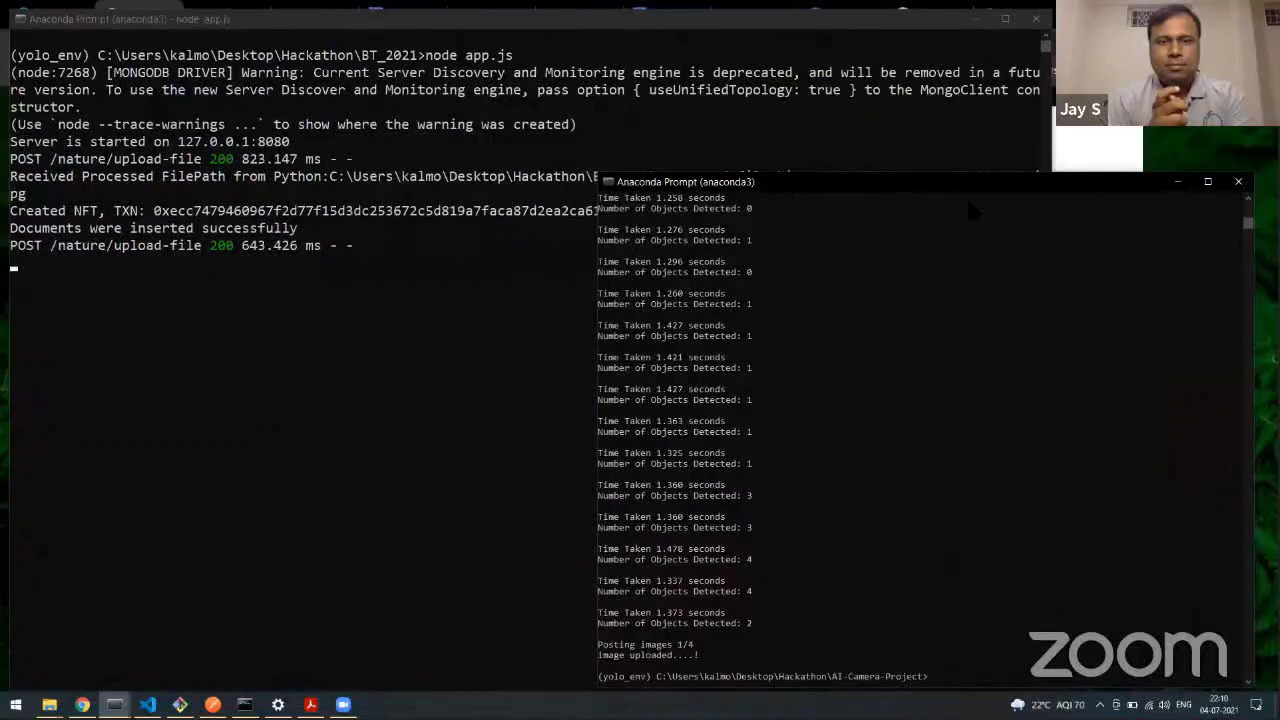 Anaconda Prompt (anaconda3) - node app.js
(yolo_env) C:\Users\kalmo\Desktop\Hackathon\BT_2021>node app.js
(node:7268) [MONGODB DRIVER] Warning: Current Server Discovery and Monitoring engine is deprecated, and will be removed in a futu
re version. To use the new Server Discover and Monitoring engine, pass option { useUnifiedTopology: true } to the MongoClient con
structor.
(Use `node --trace-warnings ...` to show where the warning was created)
Server is started on 127.0.0.1:8080
POST /nature/upload-file 200 823.147 ms - -
Received Processed FilePath from Python:C:\Users\kalmo\Desktop\Hackathon\
pg
Created NFT, TXN: 0xecc7479460967f2d77f15d3dc253672c5d819a7faca87d2ea2ca61
Documents were inserted successfully
POST /nature/upload-file 200 643.426 ms - -
Jay S
Anaconda Prompt (anaconda3)
Time Taken 1.258 seconds
Number of Objects Detected: 0
Time Taken 1.276 seconds
Number of Objects Detected: 1
Time Taken 1.296 seconds
Number of Objects Detected: 0
Time Taken 1.260 seconds
Number of Objects Detected: 1
Time Taken 1.427 seconds
Number of Objects Detected: 1
Time Taken 1.421 seconds
Number of Objects Detected: 1
Time Taken 1.427 seconds
Number of Objects Detected: 1
Time Taken 1.363 seconds
Number of Objects Detected: 1
Time Taken 1.325 seconds
Number of Objects Detected: 1
Time Taken 1.360 seconds
Number of Objects Detected: 3
Time Taken 1.360 seconds
Number of Objects Detected: 3
Time Taken 1.478 seconds
Number of Objects Detected: 4
Time Taken 1.337 seconds
Number of Objects Detected: 4
Time Taken 1.373 seconds
Number of Objects Detected: 2
Posting images 1/4
image uploaded....!
(yolo_env) C:\Users\kalmo\Desktop\Hackathon\AI-Camera-Project>
zoom
22°C AQI 70
ENG
22:10
04-07-2021